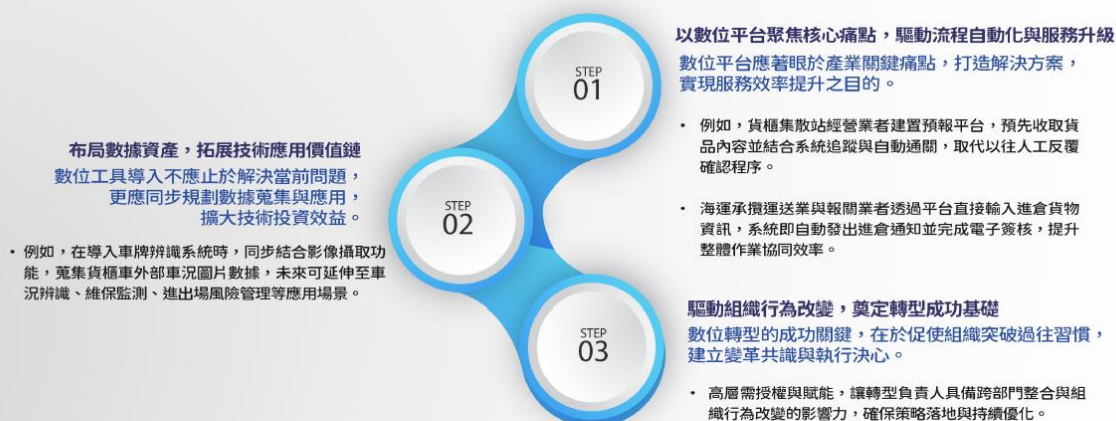 STEP
01
以數位平台聚焦核心痛點，驅動流程自動化與服務升級
數位平台應著眼於產業關鍵痛點，打造解決方案，
實現服務效率提升之目的。
• 例如，貨櫃集散站經營業者建置預報平台，預先收取貨
品內容並結合系統追蹤與自動通關，取代以往人工反覆
確認程序。
• 海運承攬運送業與報關業者透過平台直接輸入進倉貨物
資訊，系統即自動發出進倉通知並完成電子簽核，提升
整體作業協同效率。
STEP
02
布局數據資產，拓展技術應用價值鏈
數位工具導入不應止於解決當前問題，
更應同步規劃數據蒐集與應用，
擴大技術投資效益。
• 例如，在導入車牌辨識系統時，同步結合影像攝取功
能，蒐集貨櫃車外部車況圖片數據，未來可延伸至車
況辨識、維保監測、進出場風險管理等應用場景。
STEP
03
驅動組織行為改變，奠定轉型成功基礎
數位轉型的成功關鍵，在於促使組織突破過往習慣，
建立變革共識與執行決心。
• 高層需授權與賦能，讓轉型負責人具備跨部門整合與組
織行為改變的影響力，確保策略落地與持續優化。